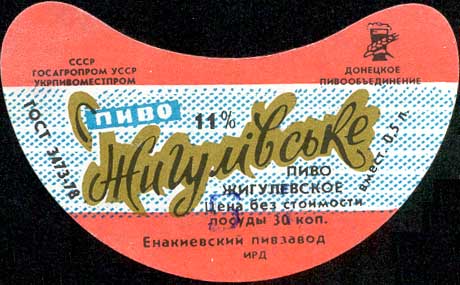 СССР
ГОСАГРОПРОМ УССР
УКРПИВОМЕСТПРОМ
ДОНЕЦКОЕ
ПИВООБЪЕДИНЕНИЕ
ГОСТ 3473-78
ПИВО
11%
Жигулівське
вмест. 0,5 л.
ПИВО
ЖИГУЛЕВСКОЕ
Цена без стоимости
посуды 30 коп.
Енакиевский пивзавод
ИРД